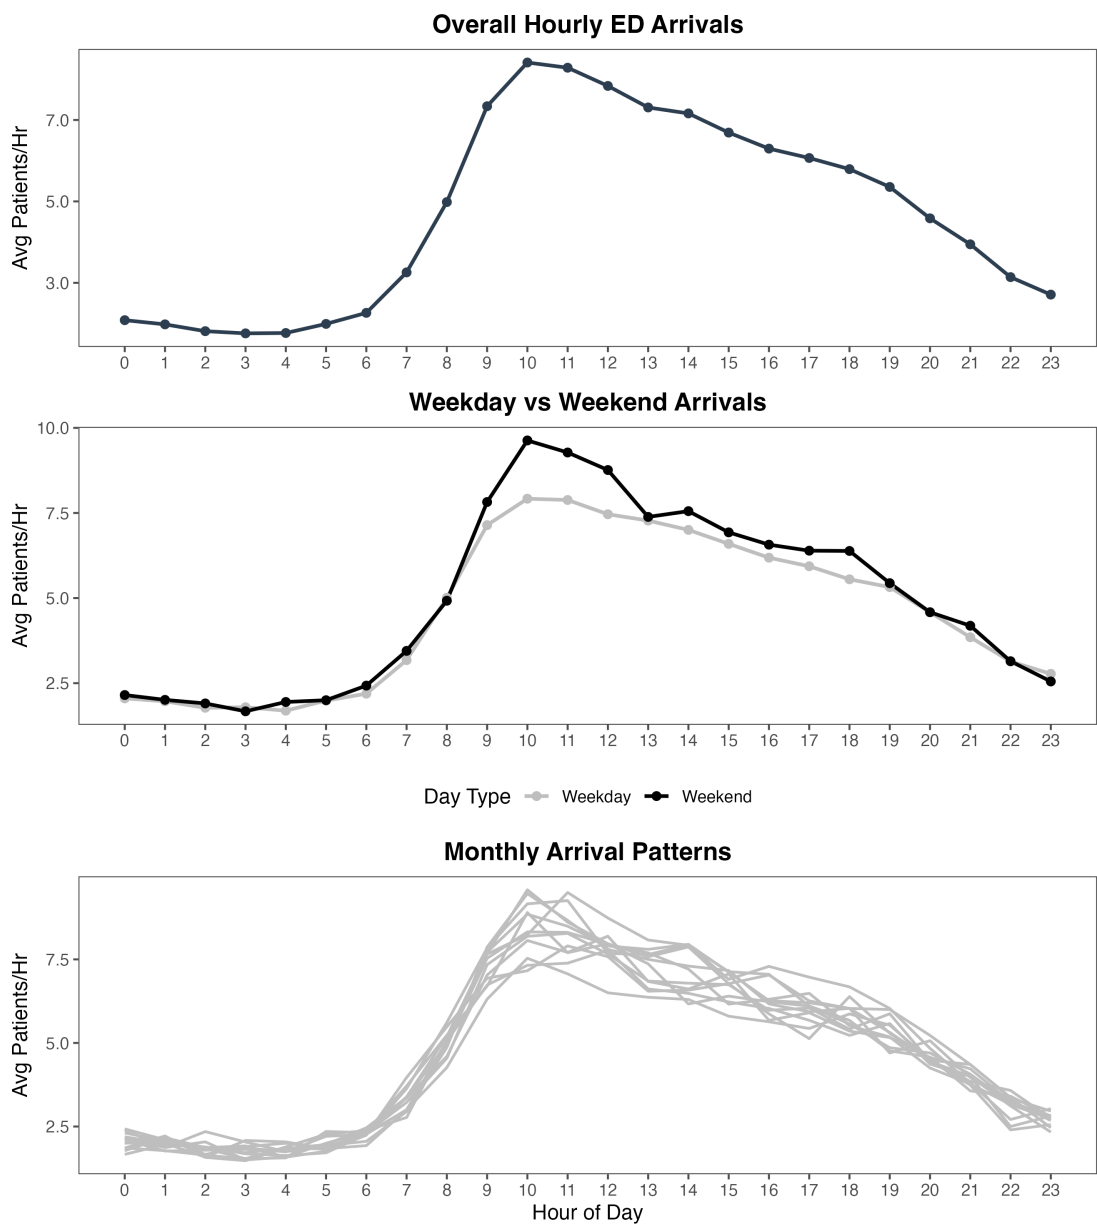 Overall Hourly ED Arrivals
Avg Patients/Hr
7.0
5.0
3.0
0 1 2 3 4 5 6 7 8 9 10 11 12 13 14 15 16 17 18 19 20 21 22 23
Weekday vs Weekend Arrivals
Avg Patients/Hr
10.0
7.5
5.0
2.5
0 1 2 3 4 5 6 7 8 9 10 11 12 13 14 15 16 17 18 19 20 21 22 23
Day Type Weekday Weekend
Monthly Arrival Patterns
Avg Patients/Hr
7.5
5.0
2.5
0 1 2 3 4 5 6 7 8 9 10 11 12 13 14 15 16 17 18 19 20 21 22 23
Hour of Day